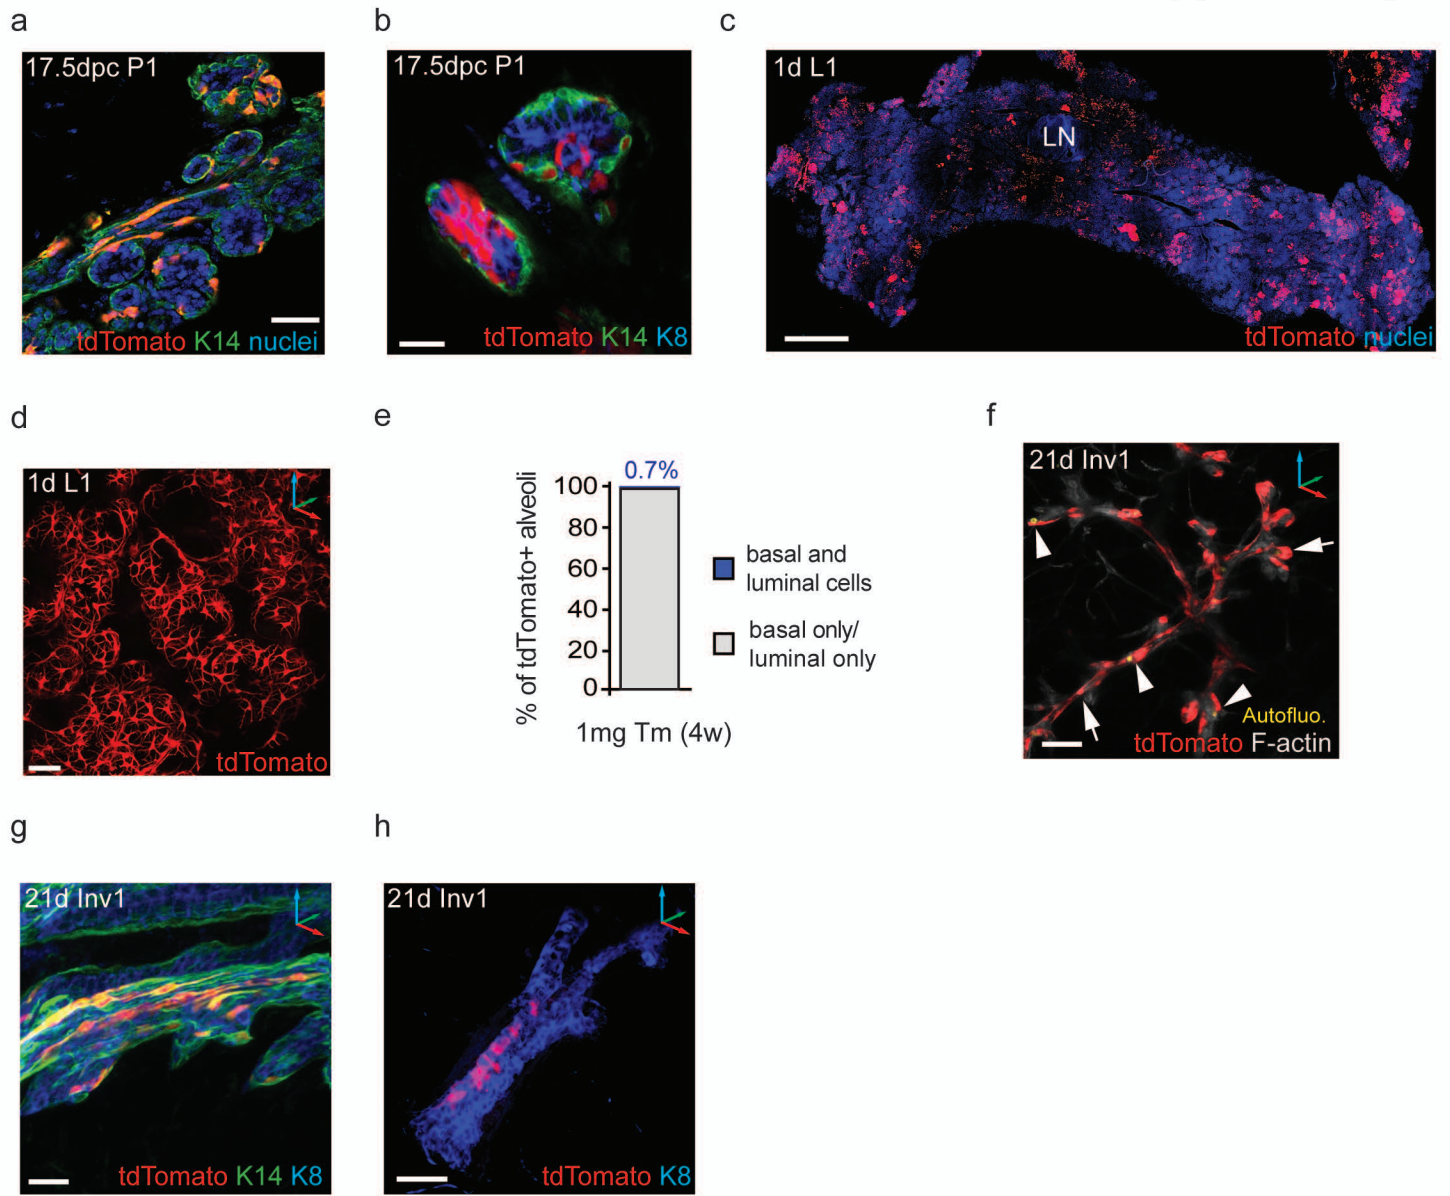 a
b
c
17.5dpc P1
tdTomato K14 nuclei
17.5dpc P1
tdTomato K14 K8
1d L1
LN
tdTomato nuclei
d
e
f
1d L1
tdTomato
% of tdTomato+ alveoli
0.7%
100
80
60
40
20
0
1mg Tm (4w)
basal and
luminal cells
basal only/
luminal only
21d Inv1
Autofluo.
tdTomato F-actin
g
h
21d Inv1
tdTomato K14 K8
21d Inv1
tdTomato K8